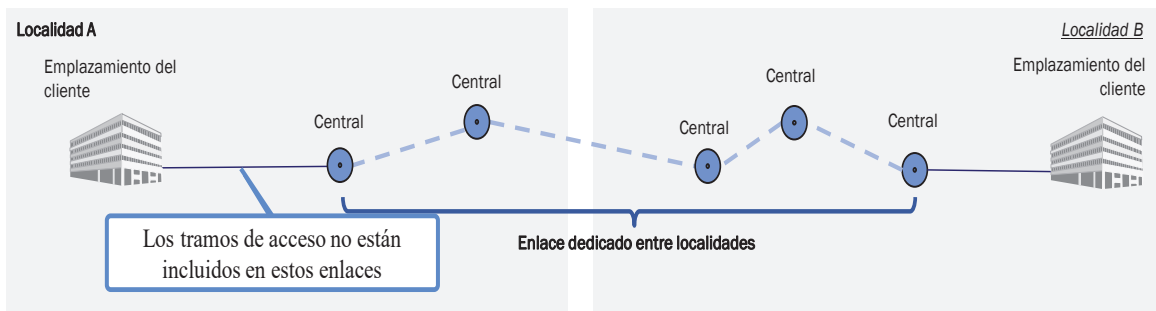 Localidad A
Localidad B
Emplazamiento del
cliente
Central
Central
Central
Central
Central
Emplazamiento del
cliente
Los tramos de acceso no están
incluidos en estos enlaces
Enlace dedicado entre localidades